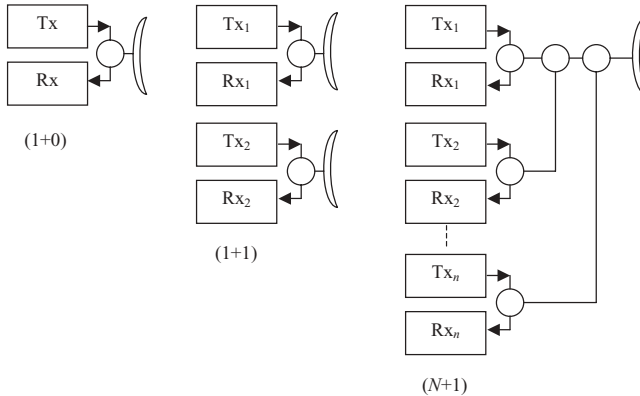 Tx
Rx
(1+0)
Tx₁
Rx₁
Tx₂
Rx₂
(1+1)
Tx₁
Rx₁
Tx₂
Rx₂
Txₙ
Rxₙ
(N+1)